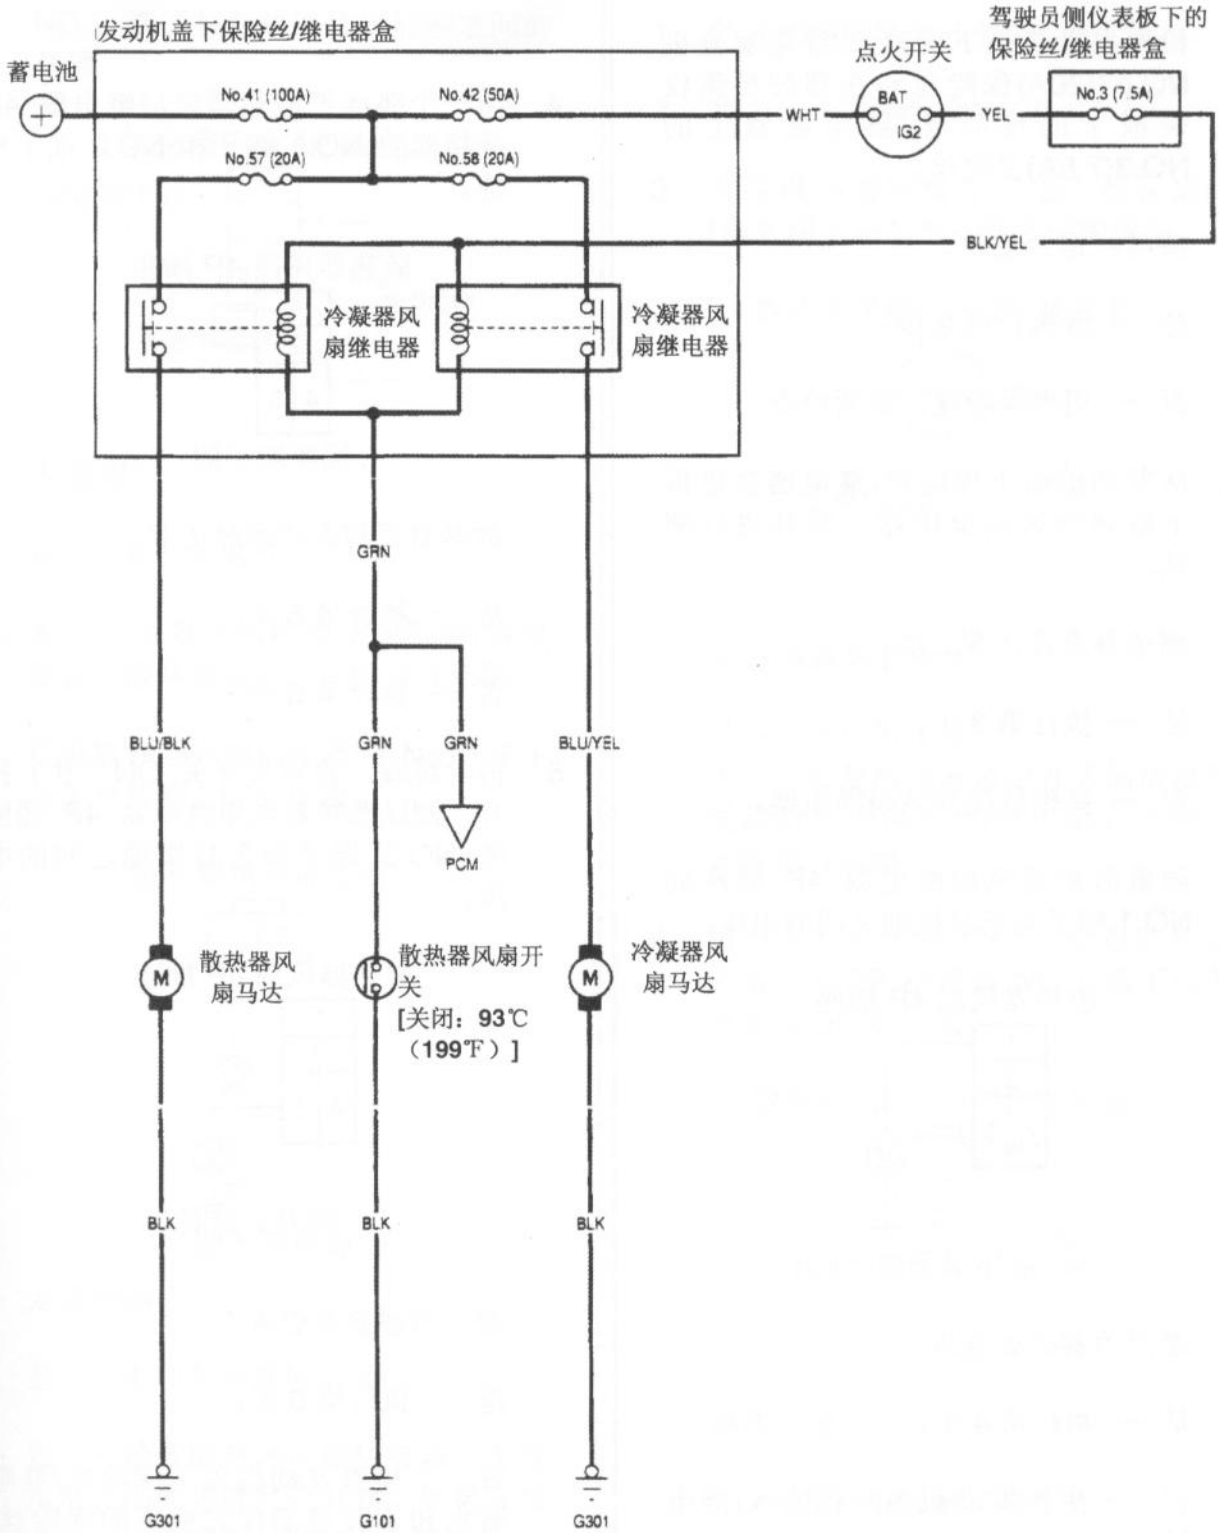 发动机盖下保险丝/继电器盒
驾驶员侧仪表板下的
保险丝/继电器盒
点火开关
蓄电池
No.41 (100A)
No.42 (50A)
WHT
BAT
IG2
YEL
No.3 (7.5A)
No.57 (20A)
No.58 (20A)
BLK/YEL
冷凝器风
扇继电器
冷凝器风
扇继电器
GRN
BLU/BLK
GRN
GRN
BLU/YEL
PCM
M
散热器风
扇马达
散热器风扇开
关
[关闭：93℃
（199℉）]
M
冷凝器风
扇马达
BLK
BLK
BLK
G301
G101
G301